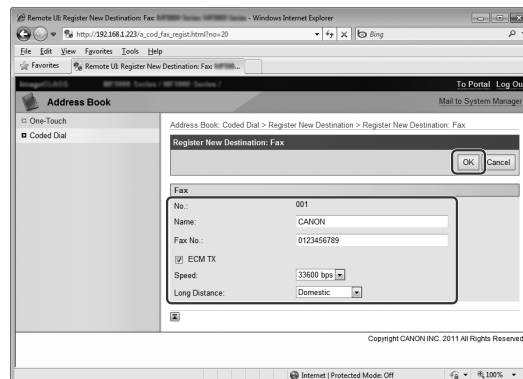 Remote UI: Register New Destination: Fax: - Windows Internet Explorer
http://192.168.1.223/a_cod_fax_regist.html?no=20
Bing
File Edit View Favorites Tools Help
Favorites
Remote UI: Register New Destination: Fax: ...
To Portal Log Ou
Address Book
Mail to System Manager
One-Touch
Coded Dial
Address Book: Coded Dial > Register New Destination > Register New Destination: Fax
Register New Destination: Fax
OK Cancel
Fax
No.: 001
Name: CANON
Fax No.: 0123456789
ECM TX
Speed: 33600 bps
Long Distance: Domestic
Copyright CANON INC. 2011 All Rights Reserved
Internet | Protected Mode: Off
100%